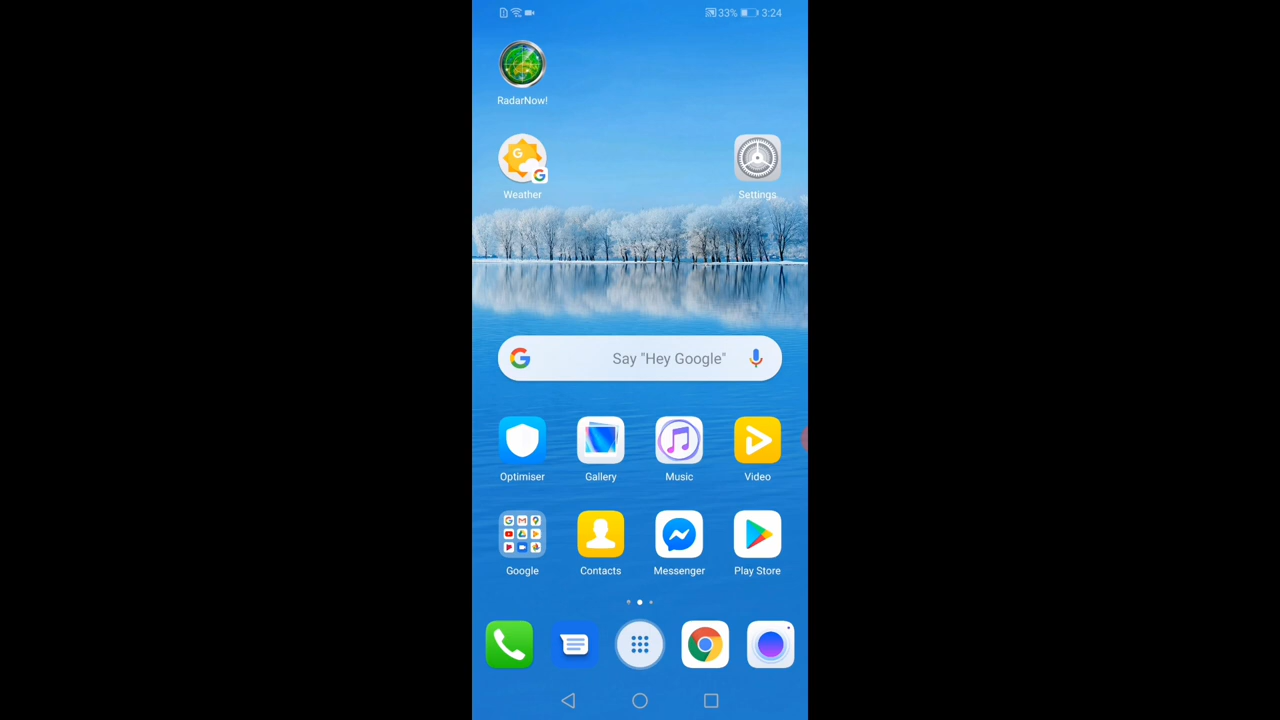 33% 3:24
RadarNow!
Weather
Settings
Say "Hey Google"
Optimiser
Gallery
Music
Video
Google
Contacts
Messenger
Play Store